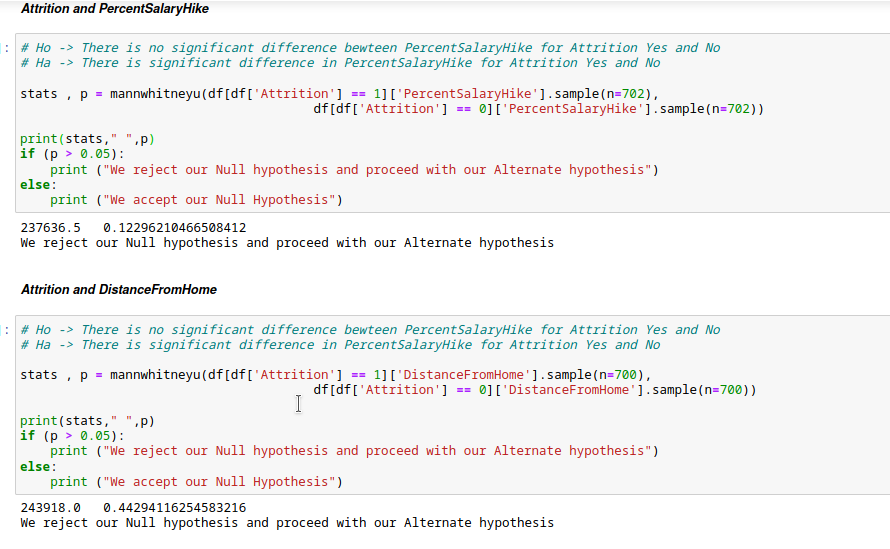 Attrition and PercentSalaryHike
]: # Ho -> There is no significant difference bewteen PercentSalaryHike for Attrition Yes and No
# Ha -> There is significant difference in PercentSalaryHike for Attrition Yes and No
stats , p = mannwhitneyu(df[df['Attrition'] == 1]['PercentSalaryHike'].sample(n=702),
df[df['Attrition'] == 0]['PercentSalaryHike'].sample(n=702))
print(stats," ",p)
if (p > 0.05):
    print ("We reject our Null hypothesis and proceed with our Alternate hypothesis")
else:
    print ("We accept our Null Hypothesis")
237636.5   0.12296210466508412
We reject our Null hypothesis and proceed with our Alternate hypothesis
Attrition and DistanceFromHome
]: # Ho -> There is no significant difference bewteen PercentSalaryHike for Attrition Yes and No
# Ha -> There is significant difference in PercentSalaryHike for Attrition Yes and No
stats , p = mannwhitneyu(df[df['Attrition'] == 1]['DistanceFromHome'].sample(n=700),
df[df['Attrition'] == 0]['DistanceFromHome'].sample(n=700))
print(stats," ",p)
if (p > 0.05):
    print ("We reject our Null hypothesis and proceed with our Alternate hypothesis")
else:
    print ("We accept our Null Hypothesis")
243918.0   0.44294116254583216
We reject our Null hypothesis and proceed with our Alternate hypothesis